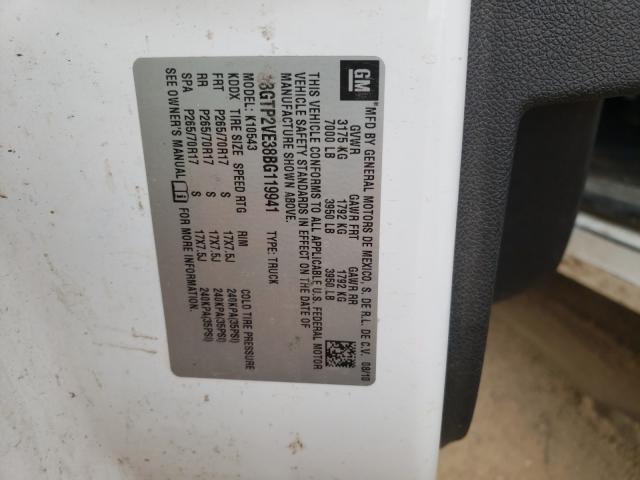 GM MFD BY GENERAL MOTORS DE MEXICO, S. DE R.L. DE C.V. 08/10
GVWR GAWR FRT GAWR RR
3175 KG 1792 KG 1792 KG
7000 LB 3950 LB 3950 LB
THIS VEHICLE CONFORMS TO ALL APPLICABLE U.S. FEDERAL MOTOR
VEHICLE SAFETY STANDARDS IN EFFECT ON THE DATE OF
MANUFACTURE SHOWN ABOVE.
3GTP2VE38BG119941 TYPE: TRUCK
MODEL: K10543
KDDX TIRE SIZE SPEED RTG RIM COLD TIRE PRESSURE
FRT P265/70R17 S 17X7.5J 240KPA(35PSI)
RR P265/70R17 S 17X7.5J 240KPA(35PSI)
SPA P265/70R17 S 17X7.5J 240KPA(35PSI)
SEE OWNER'S MANUAL FOR MORE INFORMATION.